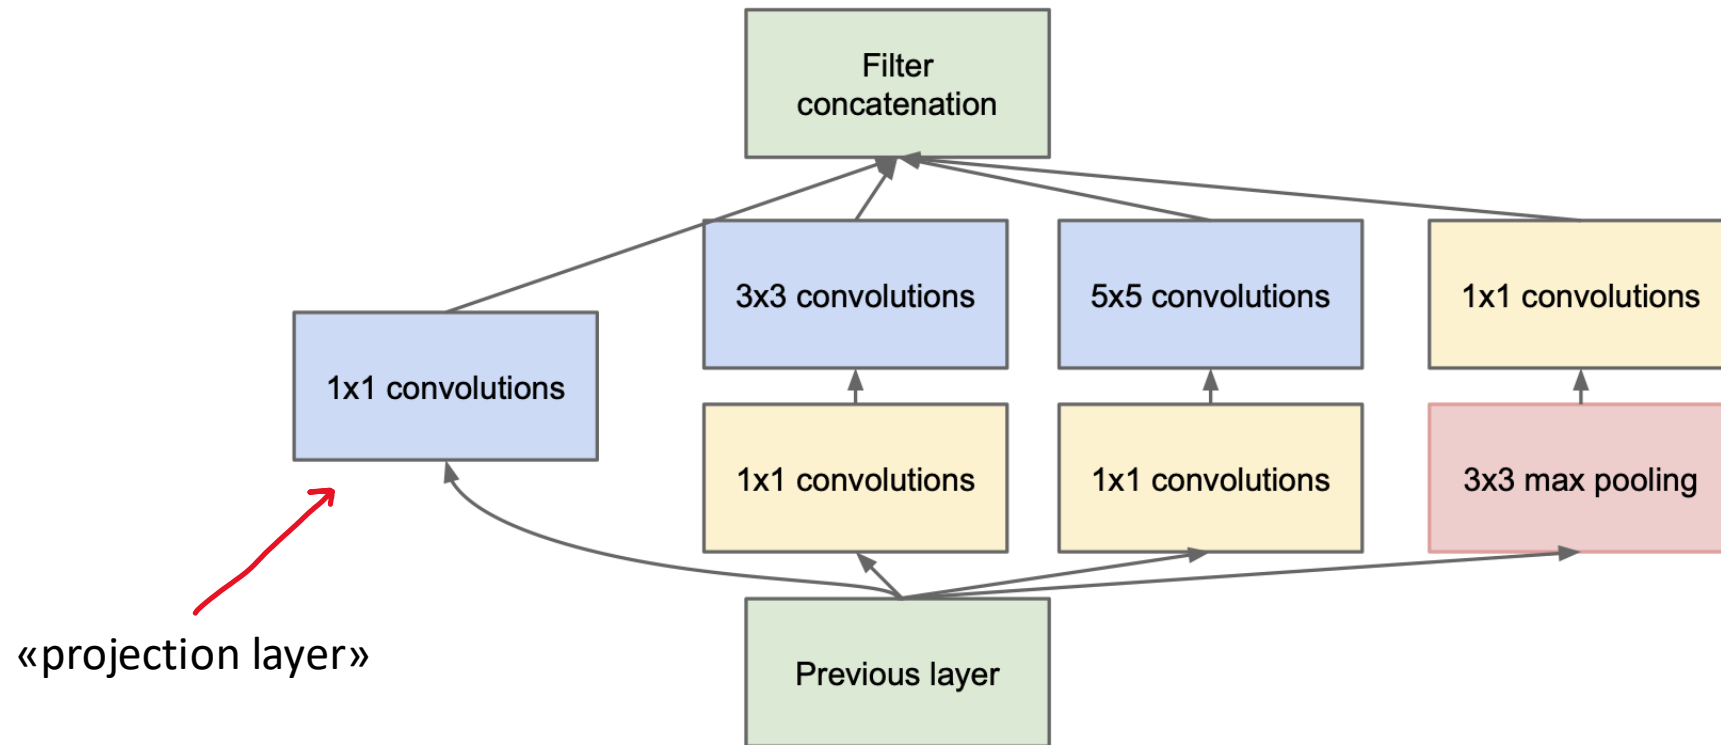 Filter
concatenation
3x3 convolutions
5x5 convolutions
1x1 convolutions
1x1 convolutions
1x1 convolutions
1x1 convolutions
3x3 max pooling
«projection layer»
Previous layer